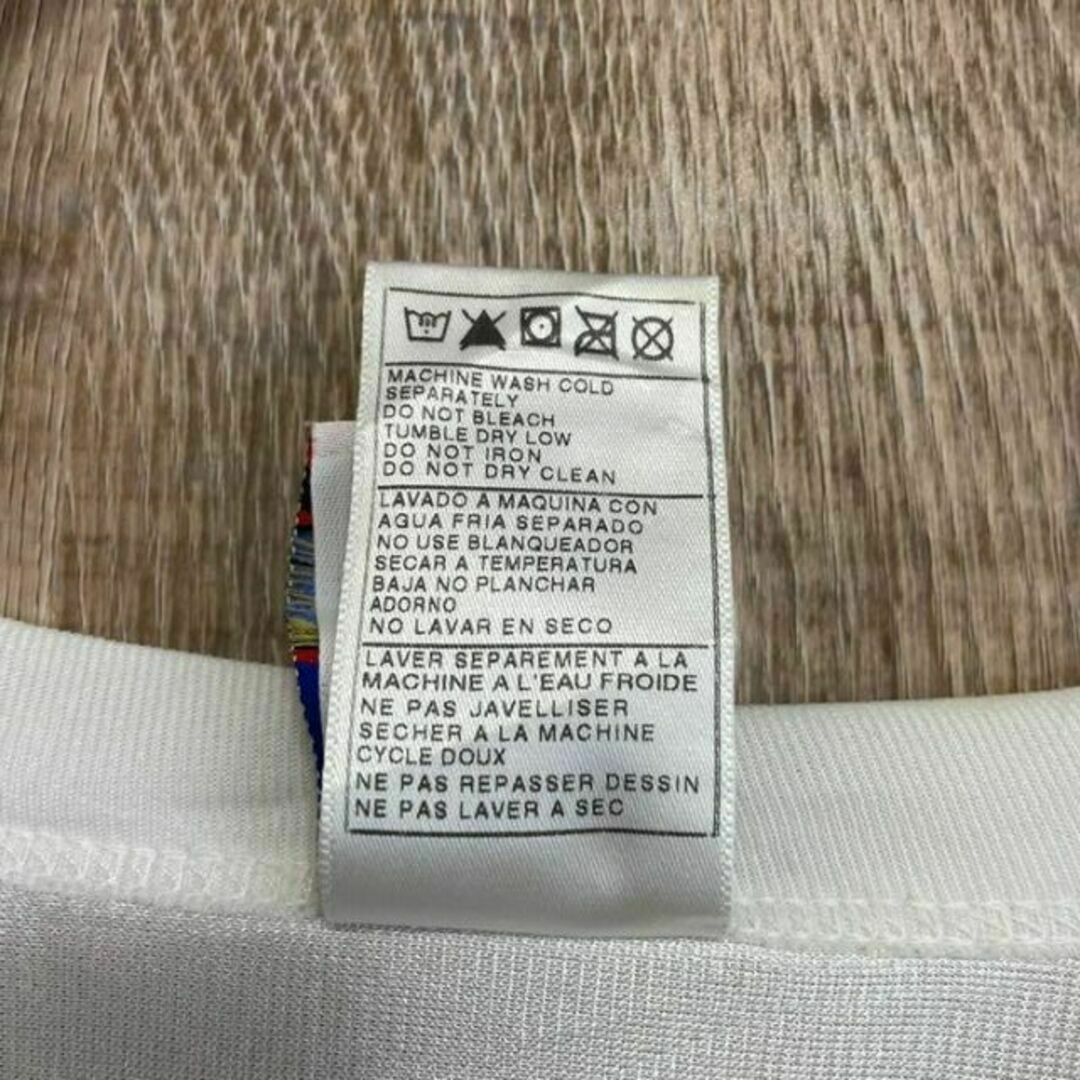 MACHINE WASH COLD
SEPARATELY
DO NOT BLEACH
TUMBLE DRY LOW
DO NOT IRON
DO NOT DRY CLEAN
LAVADO A MAQUINA CON
AGUA FRIA SEPARADO
NO USE BLANQUEADOR
SECAR A TEMPERATURA
BAJA NO PLANCHAR
ADORNO
NO LAVAR EN SECO
LAVER SEPAREMENT A LA
MACHINE A L'EAU FROIDE
NE PAS JAVELLISER
SECHER A LA MACHINE
CYCLE DOUX
NE PAS REPASSER DESSIN
NE PAS LAVER A SEC